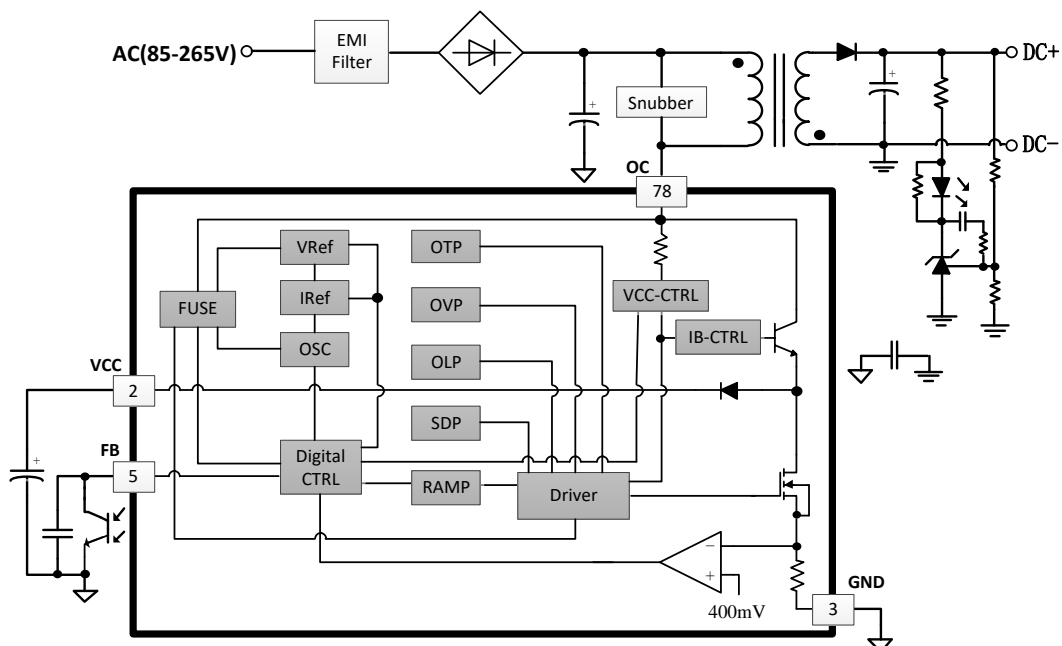 AC(85-265V)
EMI
Filter
Snubber
+
+
DC+
DC-
OC
78
VRef
OTP
IRef
FUSE
OVP
VCC-CTRL
OSC
OLP
IB-CTRL
VCC
2
SDP
FB
5
+
Digital
CTRL
RAMP
Driver
−
+
400mV
GND
3